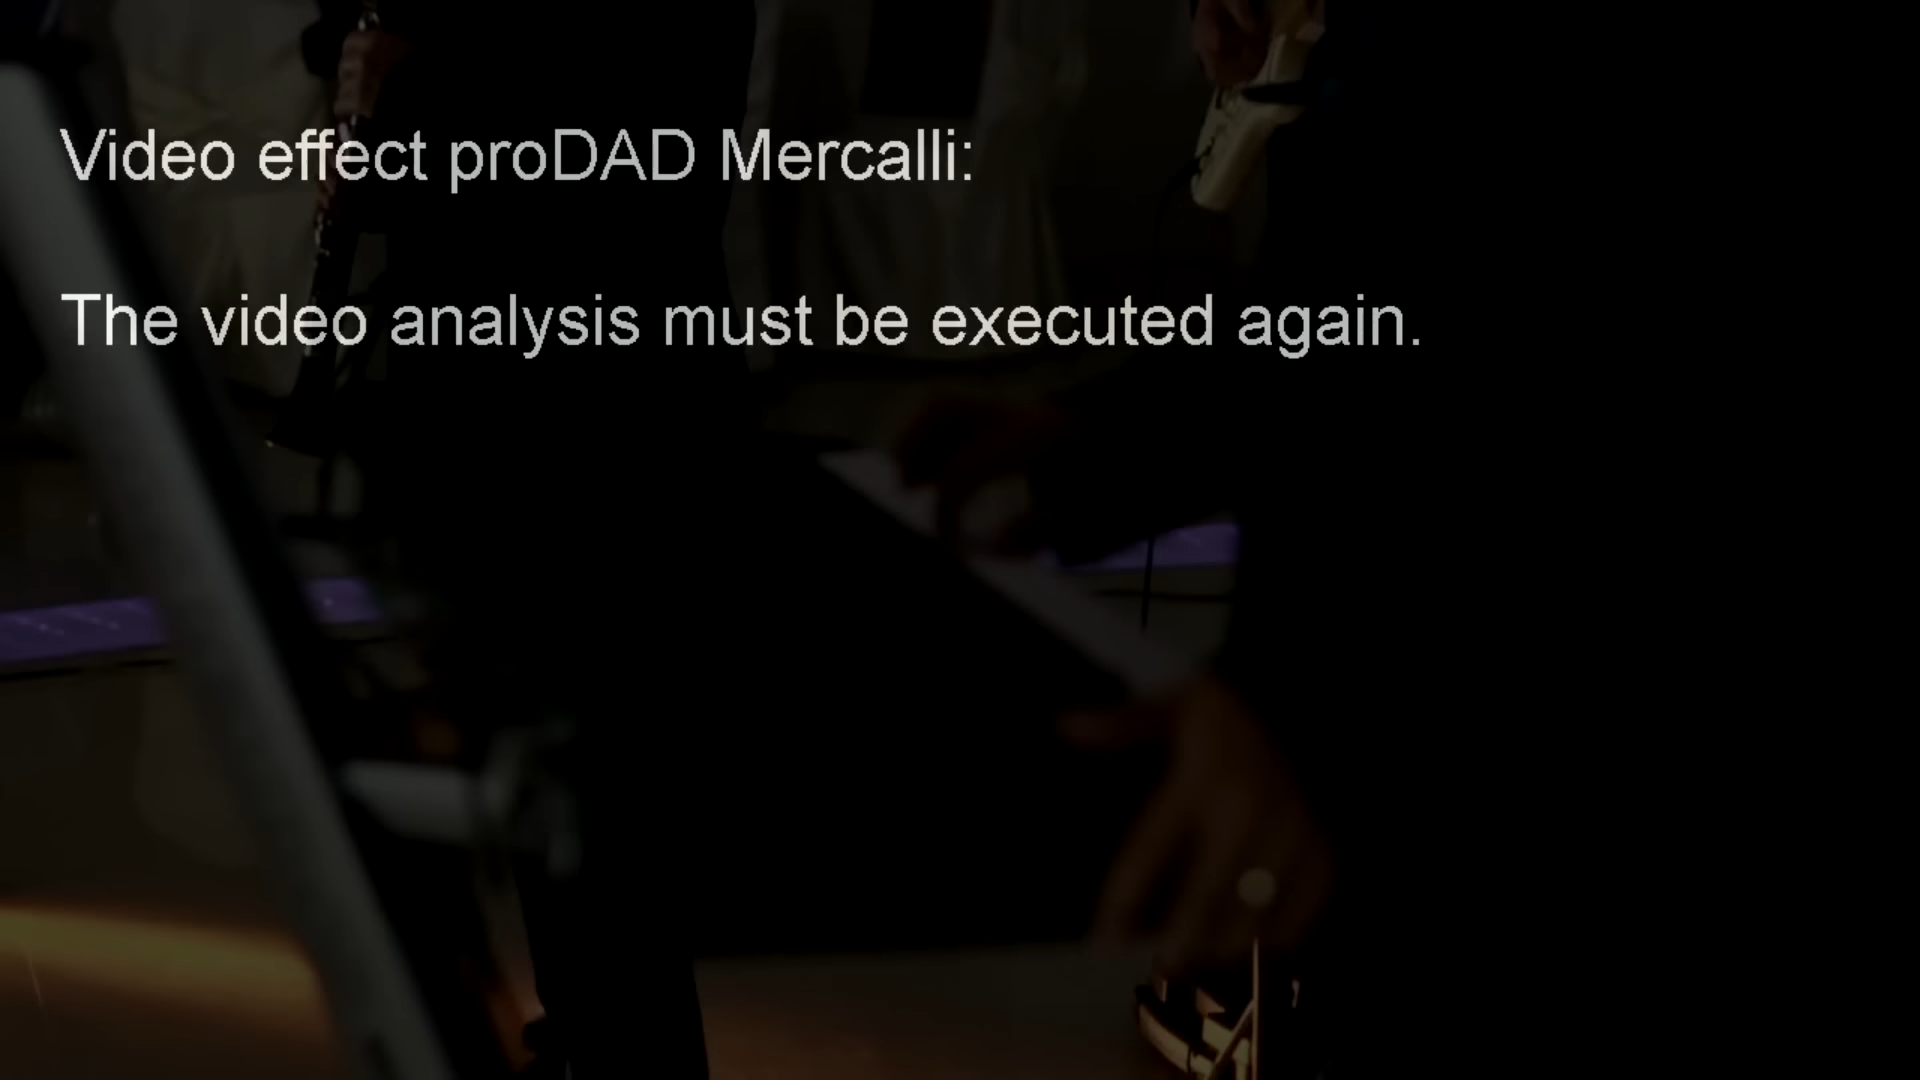 Video effect proDAD Mercalli:
The video analysis must be executed again.